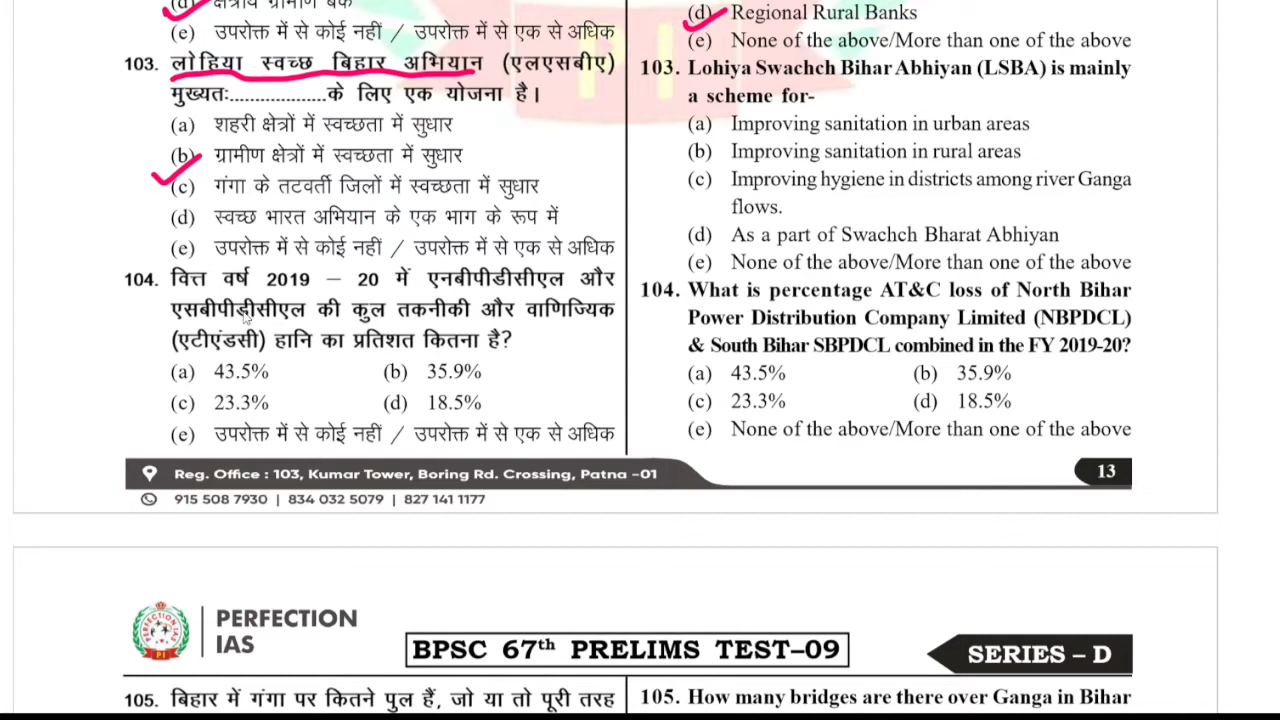 (d) क्षेत्रीय ग्रामीण बैंक
(e) उपरोक्त में से कोई नहीं / उपरोक्त में से एक से अधिक
103. लोहिया स्वच्छ बिहार अभियान (एलएसबीए)
मुख्यतः...................के लिए एक योजना है।
(a) शहरी क्षेत्रों में स्वच्छता में सुधार
(b) ग्रामीण क्षेत्रों में स्वच्छता में सुधार
(c) गंगा के तटवर्ती जिलों में स्वच्छता में सुधार
(d) स्वच्छ भारत अभियान के एक भाग के रूप में
(e) उपरोक्त में से कोई नहीं / उपरोक्त में से एक से अधिक
104. वित्त वर्ष 2019 – 20 में एनबीपीडीसीएल और
एसबीपीडीसीएल की कुल तकनीकी और वाणिज्यिक
(एटीएंडसी) हानि का प्रतिशत कितना है?
(a) 43.5% (b) 35.9%
(c) 23.3% (d) 18.5%
(e) उपरोक्त में से कोई नहीं / उपरोक्त में से एक से अधिक
(d) Regional Rural Banks
(e) None of the above/More than one of the above
103. Lohiya Swachch Bihar Abhiyan (LSBA) is mainly
a scheme for-
(a) Improving sanitation in urban areas
(b) Improving sanitation in rural areas
(c) Improving hygiene in districts among river Ganga
flows.
(d) As a part of Swachch Bharat Abhiyan
(e) None of the above/More than one of the above
104. What is percentage AT&C loss of North Bihar
Power Distribution Company Limited (NBPDCL)
& South Bihar SBPDCL combined in the FY 2019-20?
(a) 43.5% (b) 35.9%
(c) 23.3% (d) 18.5%
(e) None of the above/More than one of the above
Reg. Office : 103, Kumar Tower, Boring Rd. Crossing, Patna –01
13
915 508 7930 | 834 032 5079 | 827 141 1177
PERFECTION
IAS
BPSC 67th PRELIMS TEST–09
SERIES – D
105. बिहार में गंगा पर कितने पुल हैं, जो या तो पूरी तरह
105. How many bridges are there over Ganga in Bihar